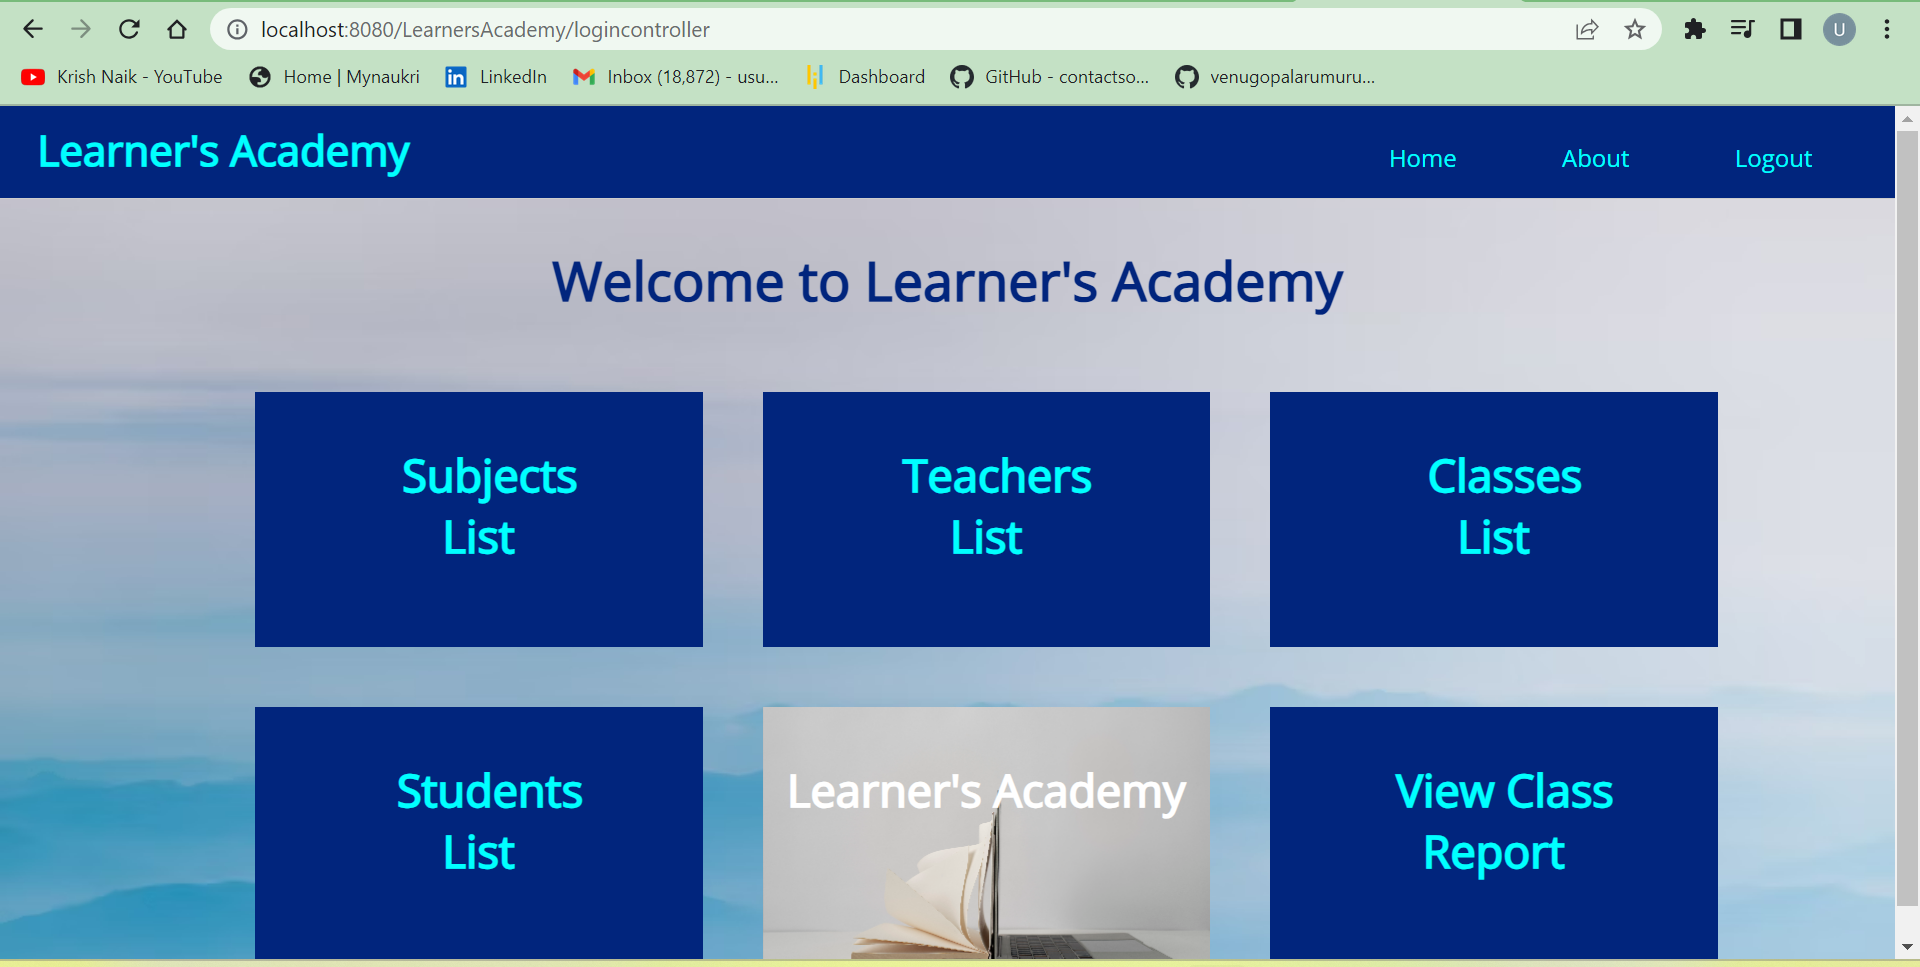 localhost:8080/LearnersAcademy/logincontroller
U
Krish Naik - YouTube Home | Mynaukri LinkedIn Inbox (18,872) - usu... Dashboard GitHub - contactso... venugopalarumuru...
Learner's Academy Home About Logout
Welcome to Learner's Academy
Subjects
List
Teachers
List
Classes
List
Students
List
Learner's Academy
View Class
Report